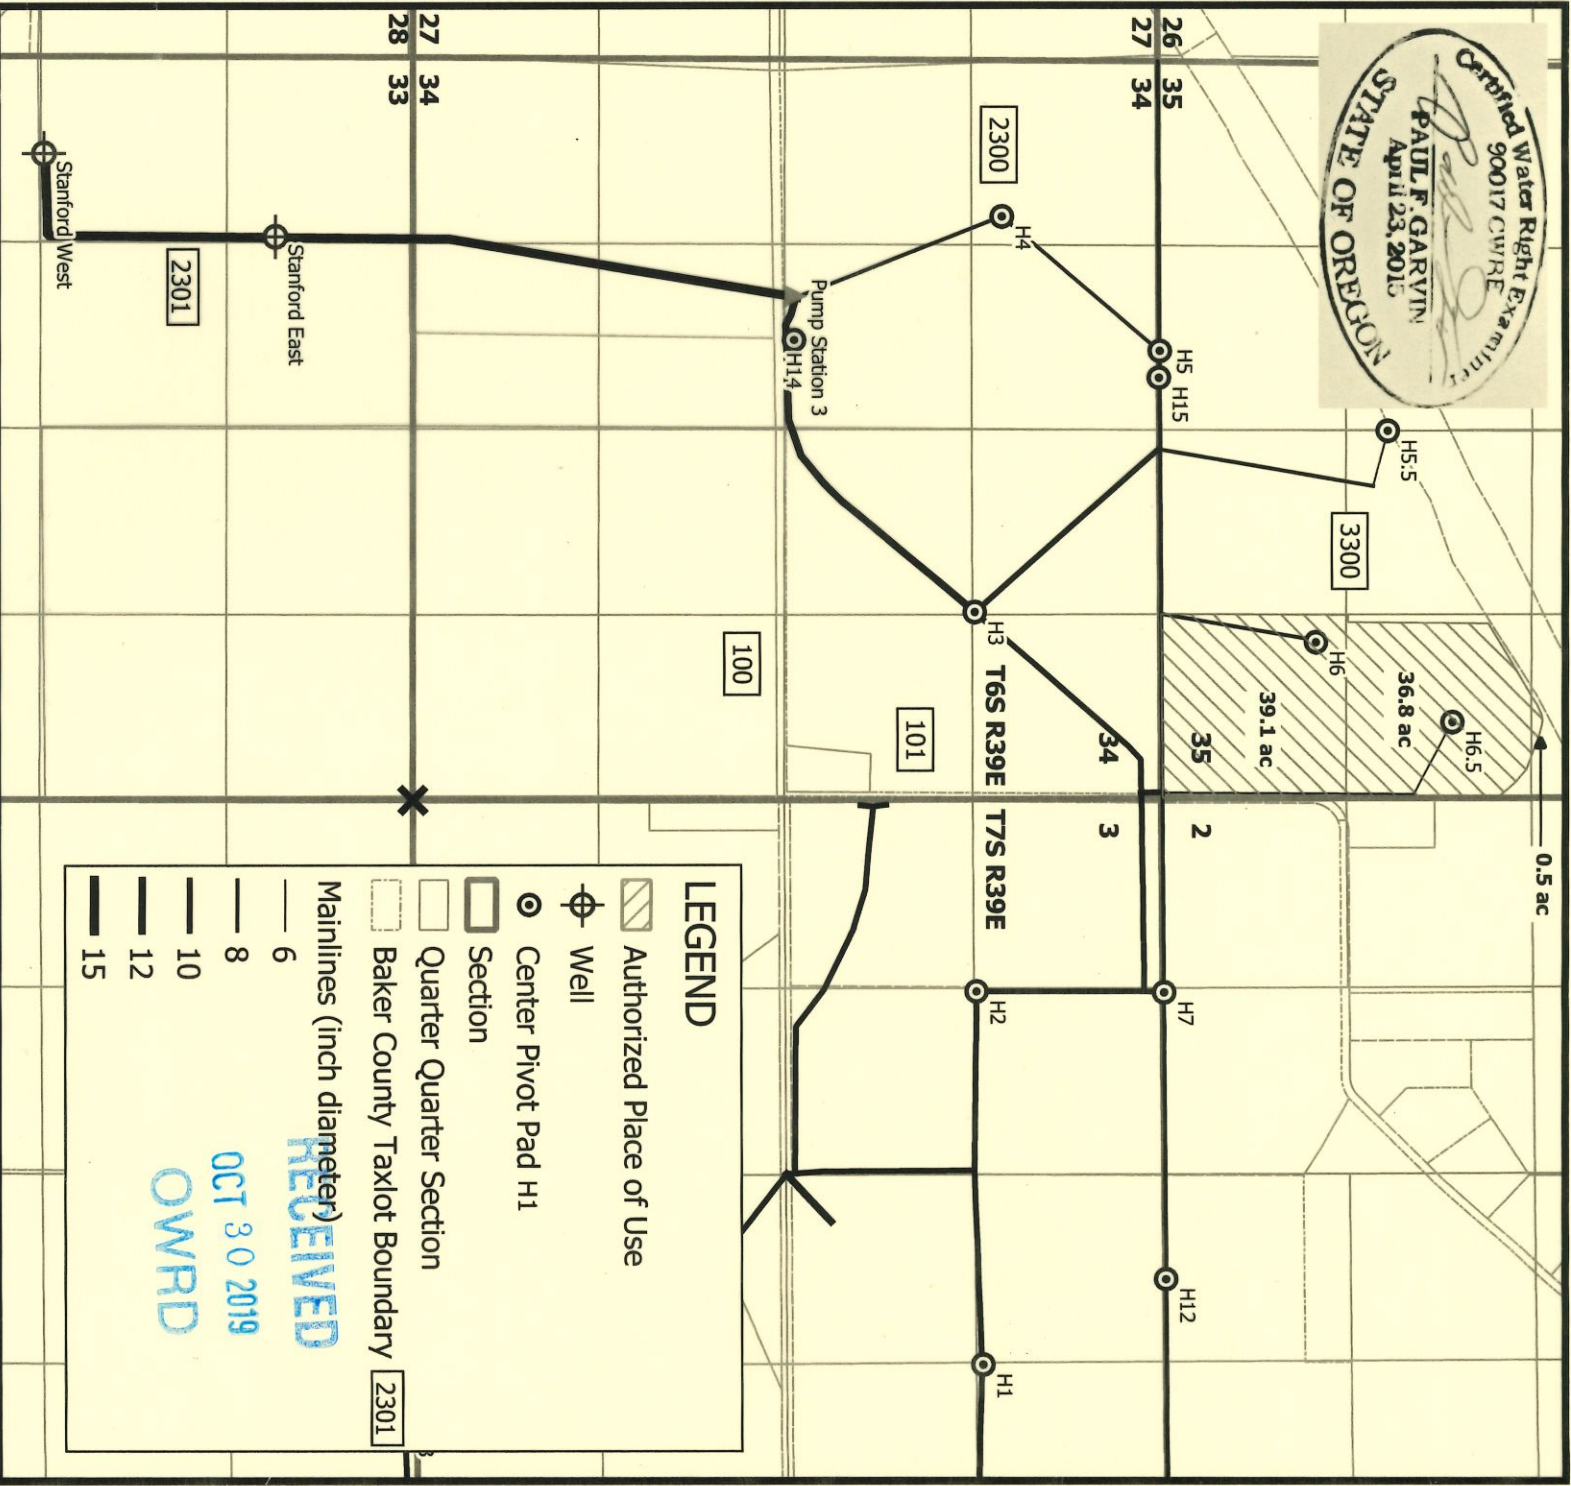 27
28
34
33
26
27
35
34
Certified Water Right Examiner
90017 CWRE
PAUL F. GARVIN
April 23, 2015
STATE OF OREGON
2300
H4
H5
H15
H5.5
3300
Stanford West
2301
Stanford East
Pump Station 3
H14
H3
H6
36.8 ac
39.1 ac
H6.5
0.5 ac
100
101
T6S R39E
T7S R39E
34
35
3
2
H2
H7
H12
H1
LEGEND
Authorized Place of Use
Well
Center Pivot Pad H1
Section
Quarter Quarter Section
Baker County Taxlot Boundary 2301
Mainlines (inch diameter)
6
8
10
12
15
RECEIVED
OCT 30 2019
OWRD